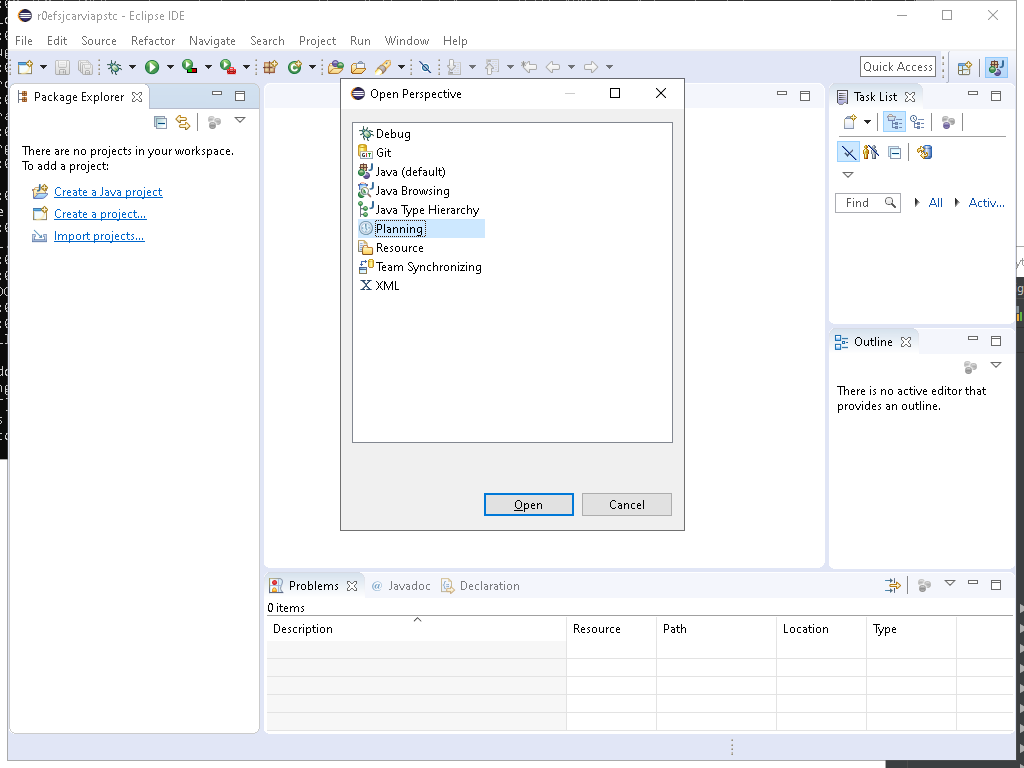 r0efsjcarviapstc - Eclipse IDE
File Edit Source Refactor Navigate Search Project Run Window Help
Quick Access
Package Explorer
There are no projects in your workspace.
To add a project:
Create a Java project
Create a project...
Import projects...
Open Perspective
Debug
Git
Java (default)
Java Browsing
Java Type Hierarchy
Planning
Resource
Team Synchronizing
XML
Open Cancel
Task List
Find All Activ...
Outline
There is no active editor that
provides an outline.
Problems @ Javadoc Declaration
0 items
Description Resource Path Location Type